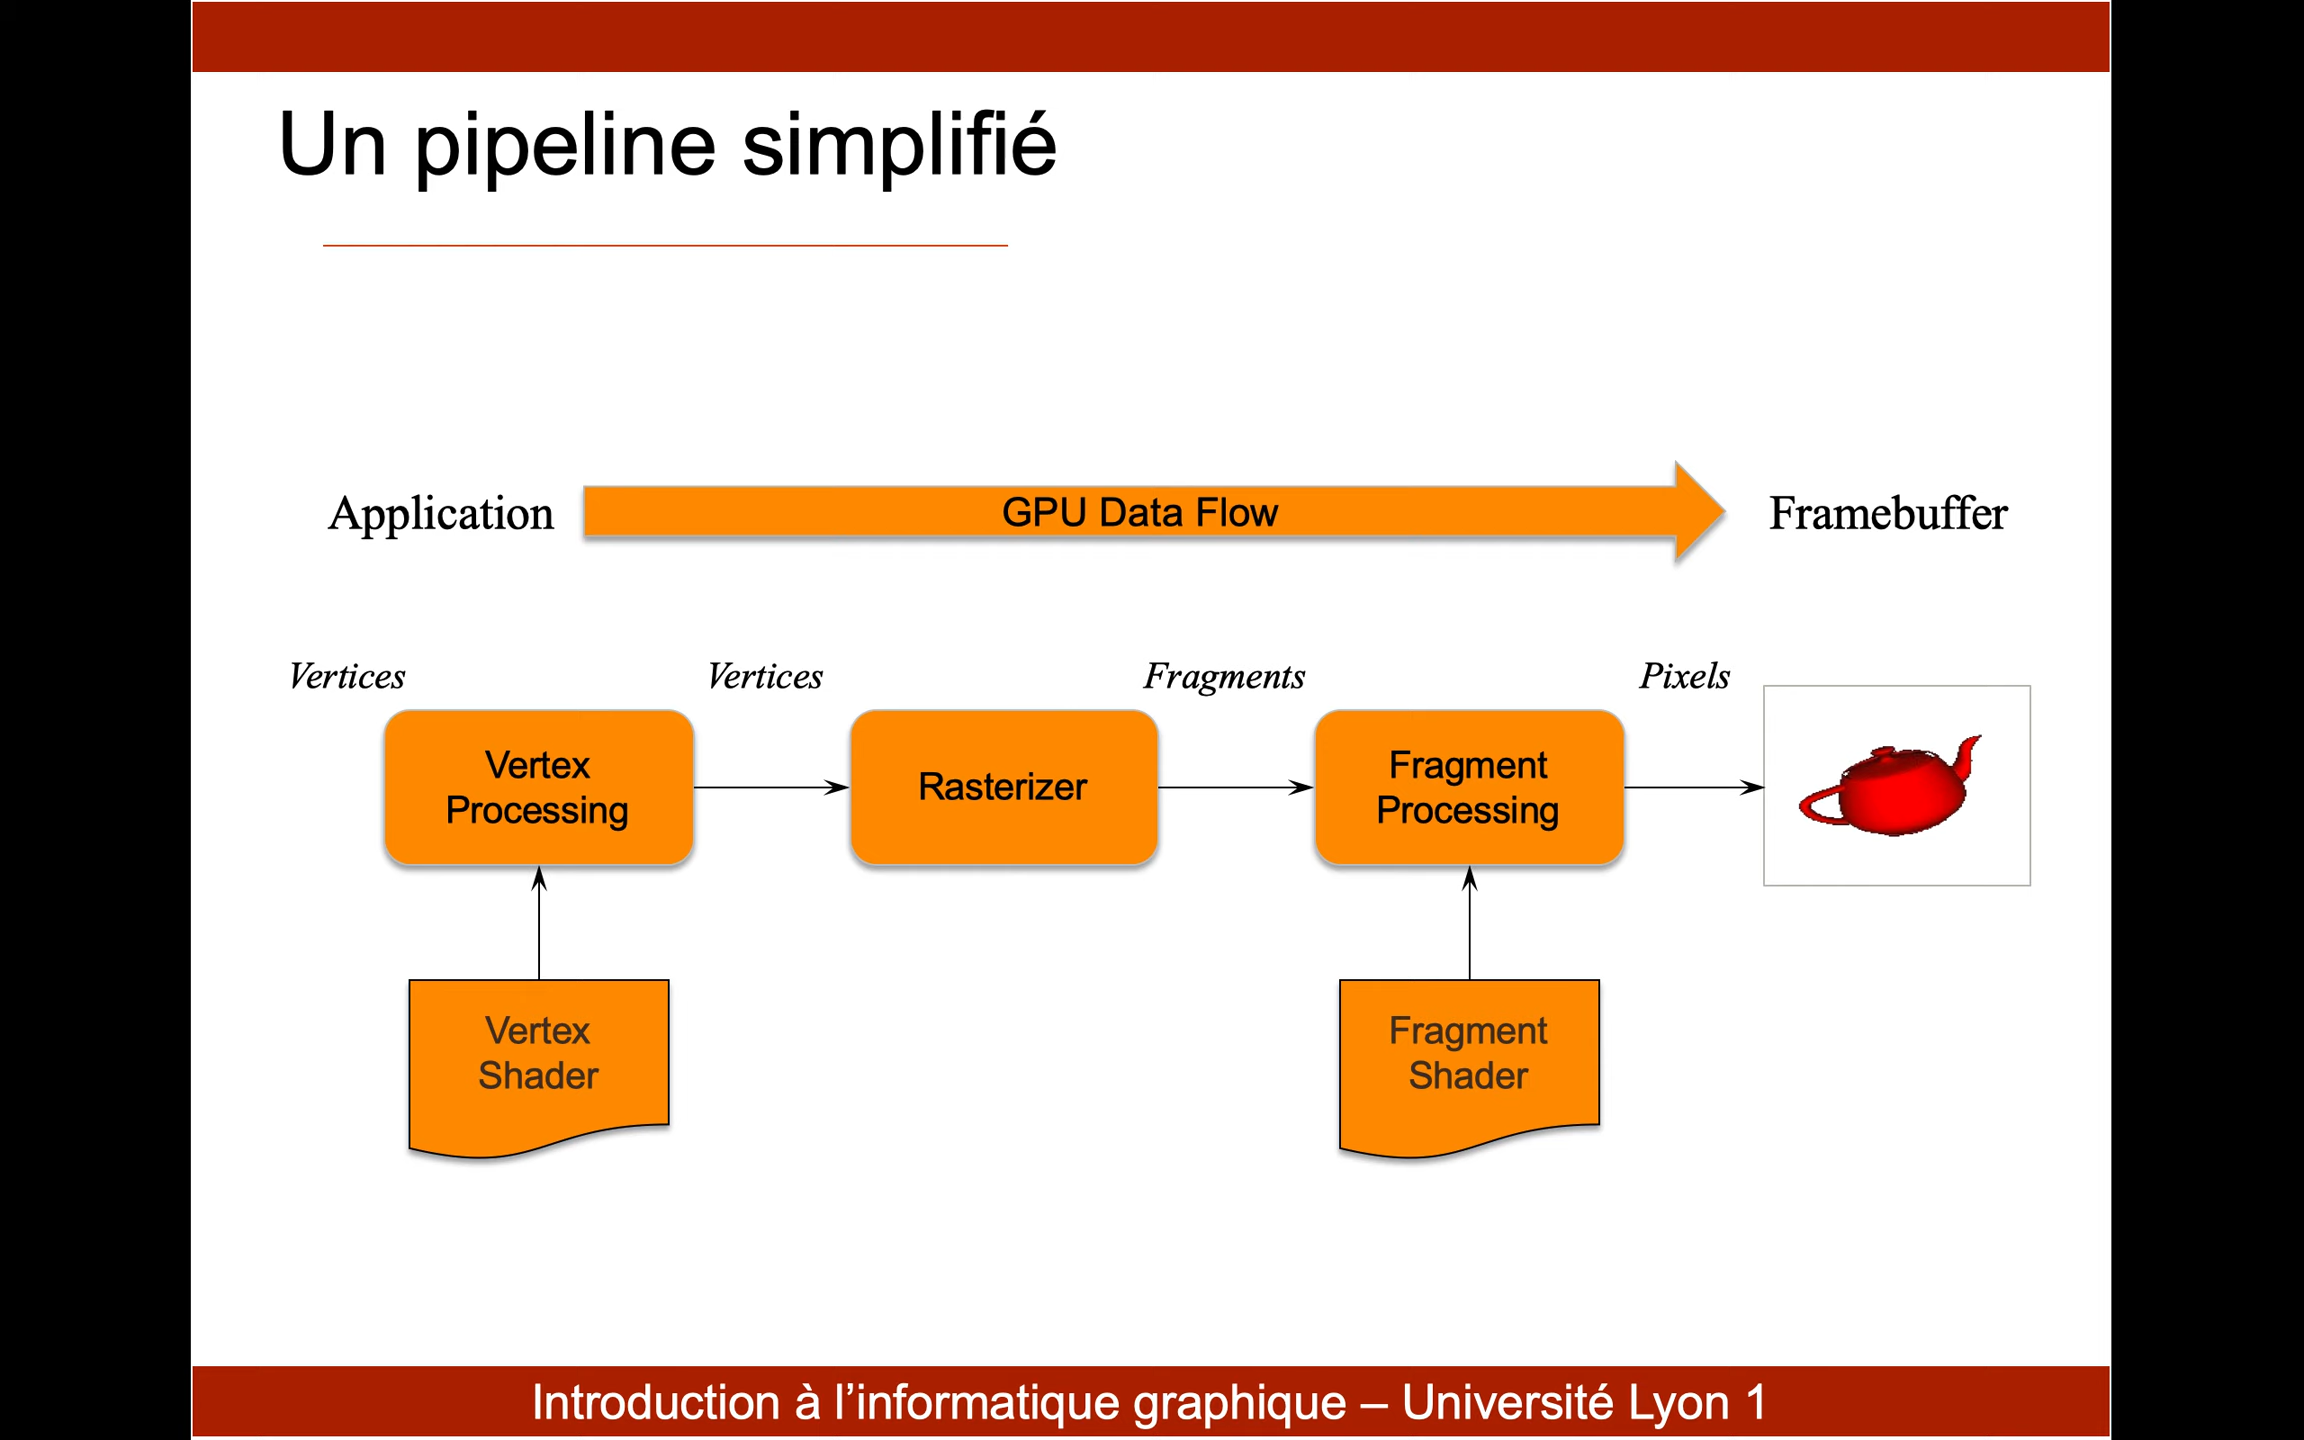 Un pipeline simplifié
Application
GPU Data Flow
Framebuffer
Vertices
Vertices
Fragments
Pixels
Vertex
Processing
Rasterizer
Fragment
Processing
Vertex
Shader
Fragment
Shader
Introduction à l’informatique graphique – Université Lyon 1